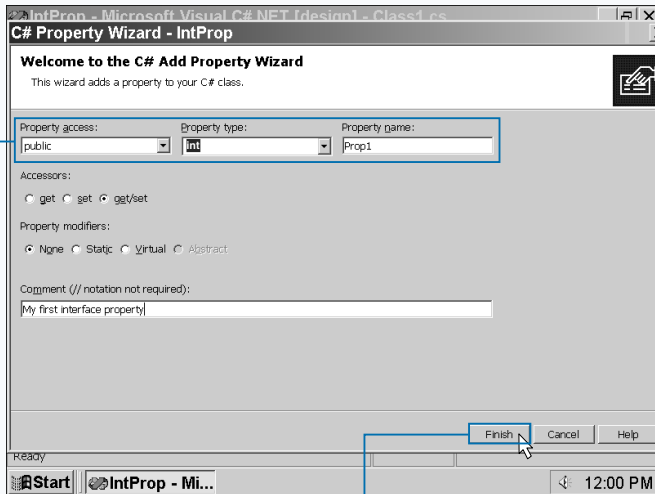 IntProp - Microsoft Visual C# .NET [design] - Class1.cs
C# Property Wizard - IntProp
Welcome to the C# Add Property Wizard
This wizard adds a property to your C# class.
Property access: Property type: Property name:
public int Prop1
Accessors:
get set get/set
Property modifiers:
None Static Virtual Abstract
Comment (// notation not required):
My first interface property
Finish Cancel Help
Ready
Start IntProp - Mi... 12:00 PM